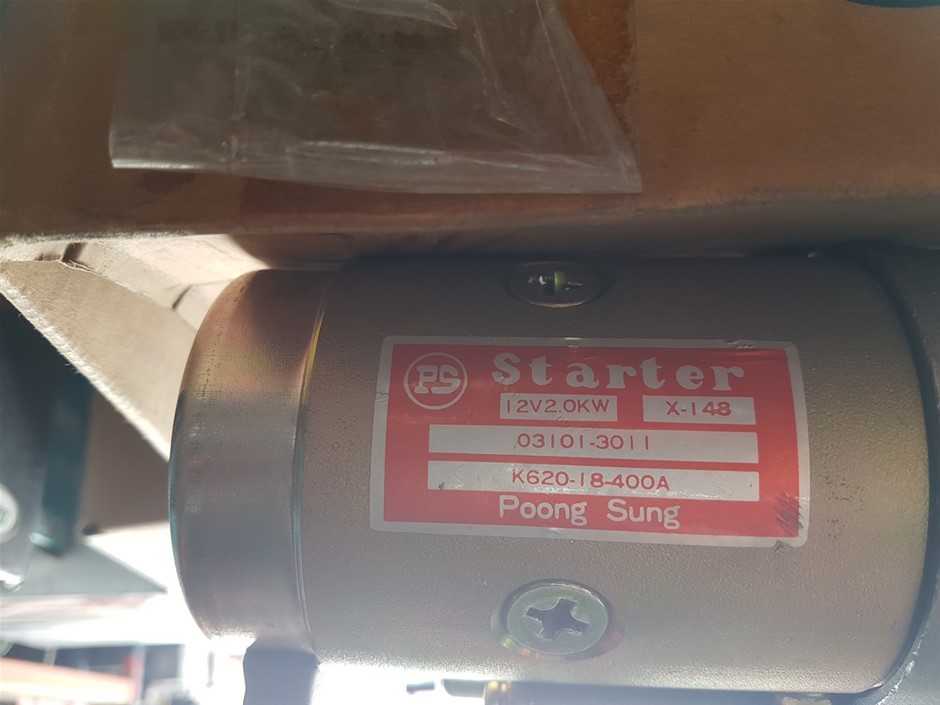 PS Starter
12V2.0KW X-148
03101-3011
K620-18-400A
Poong Sung